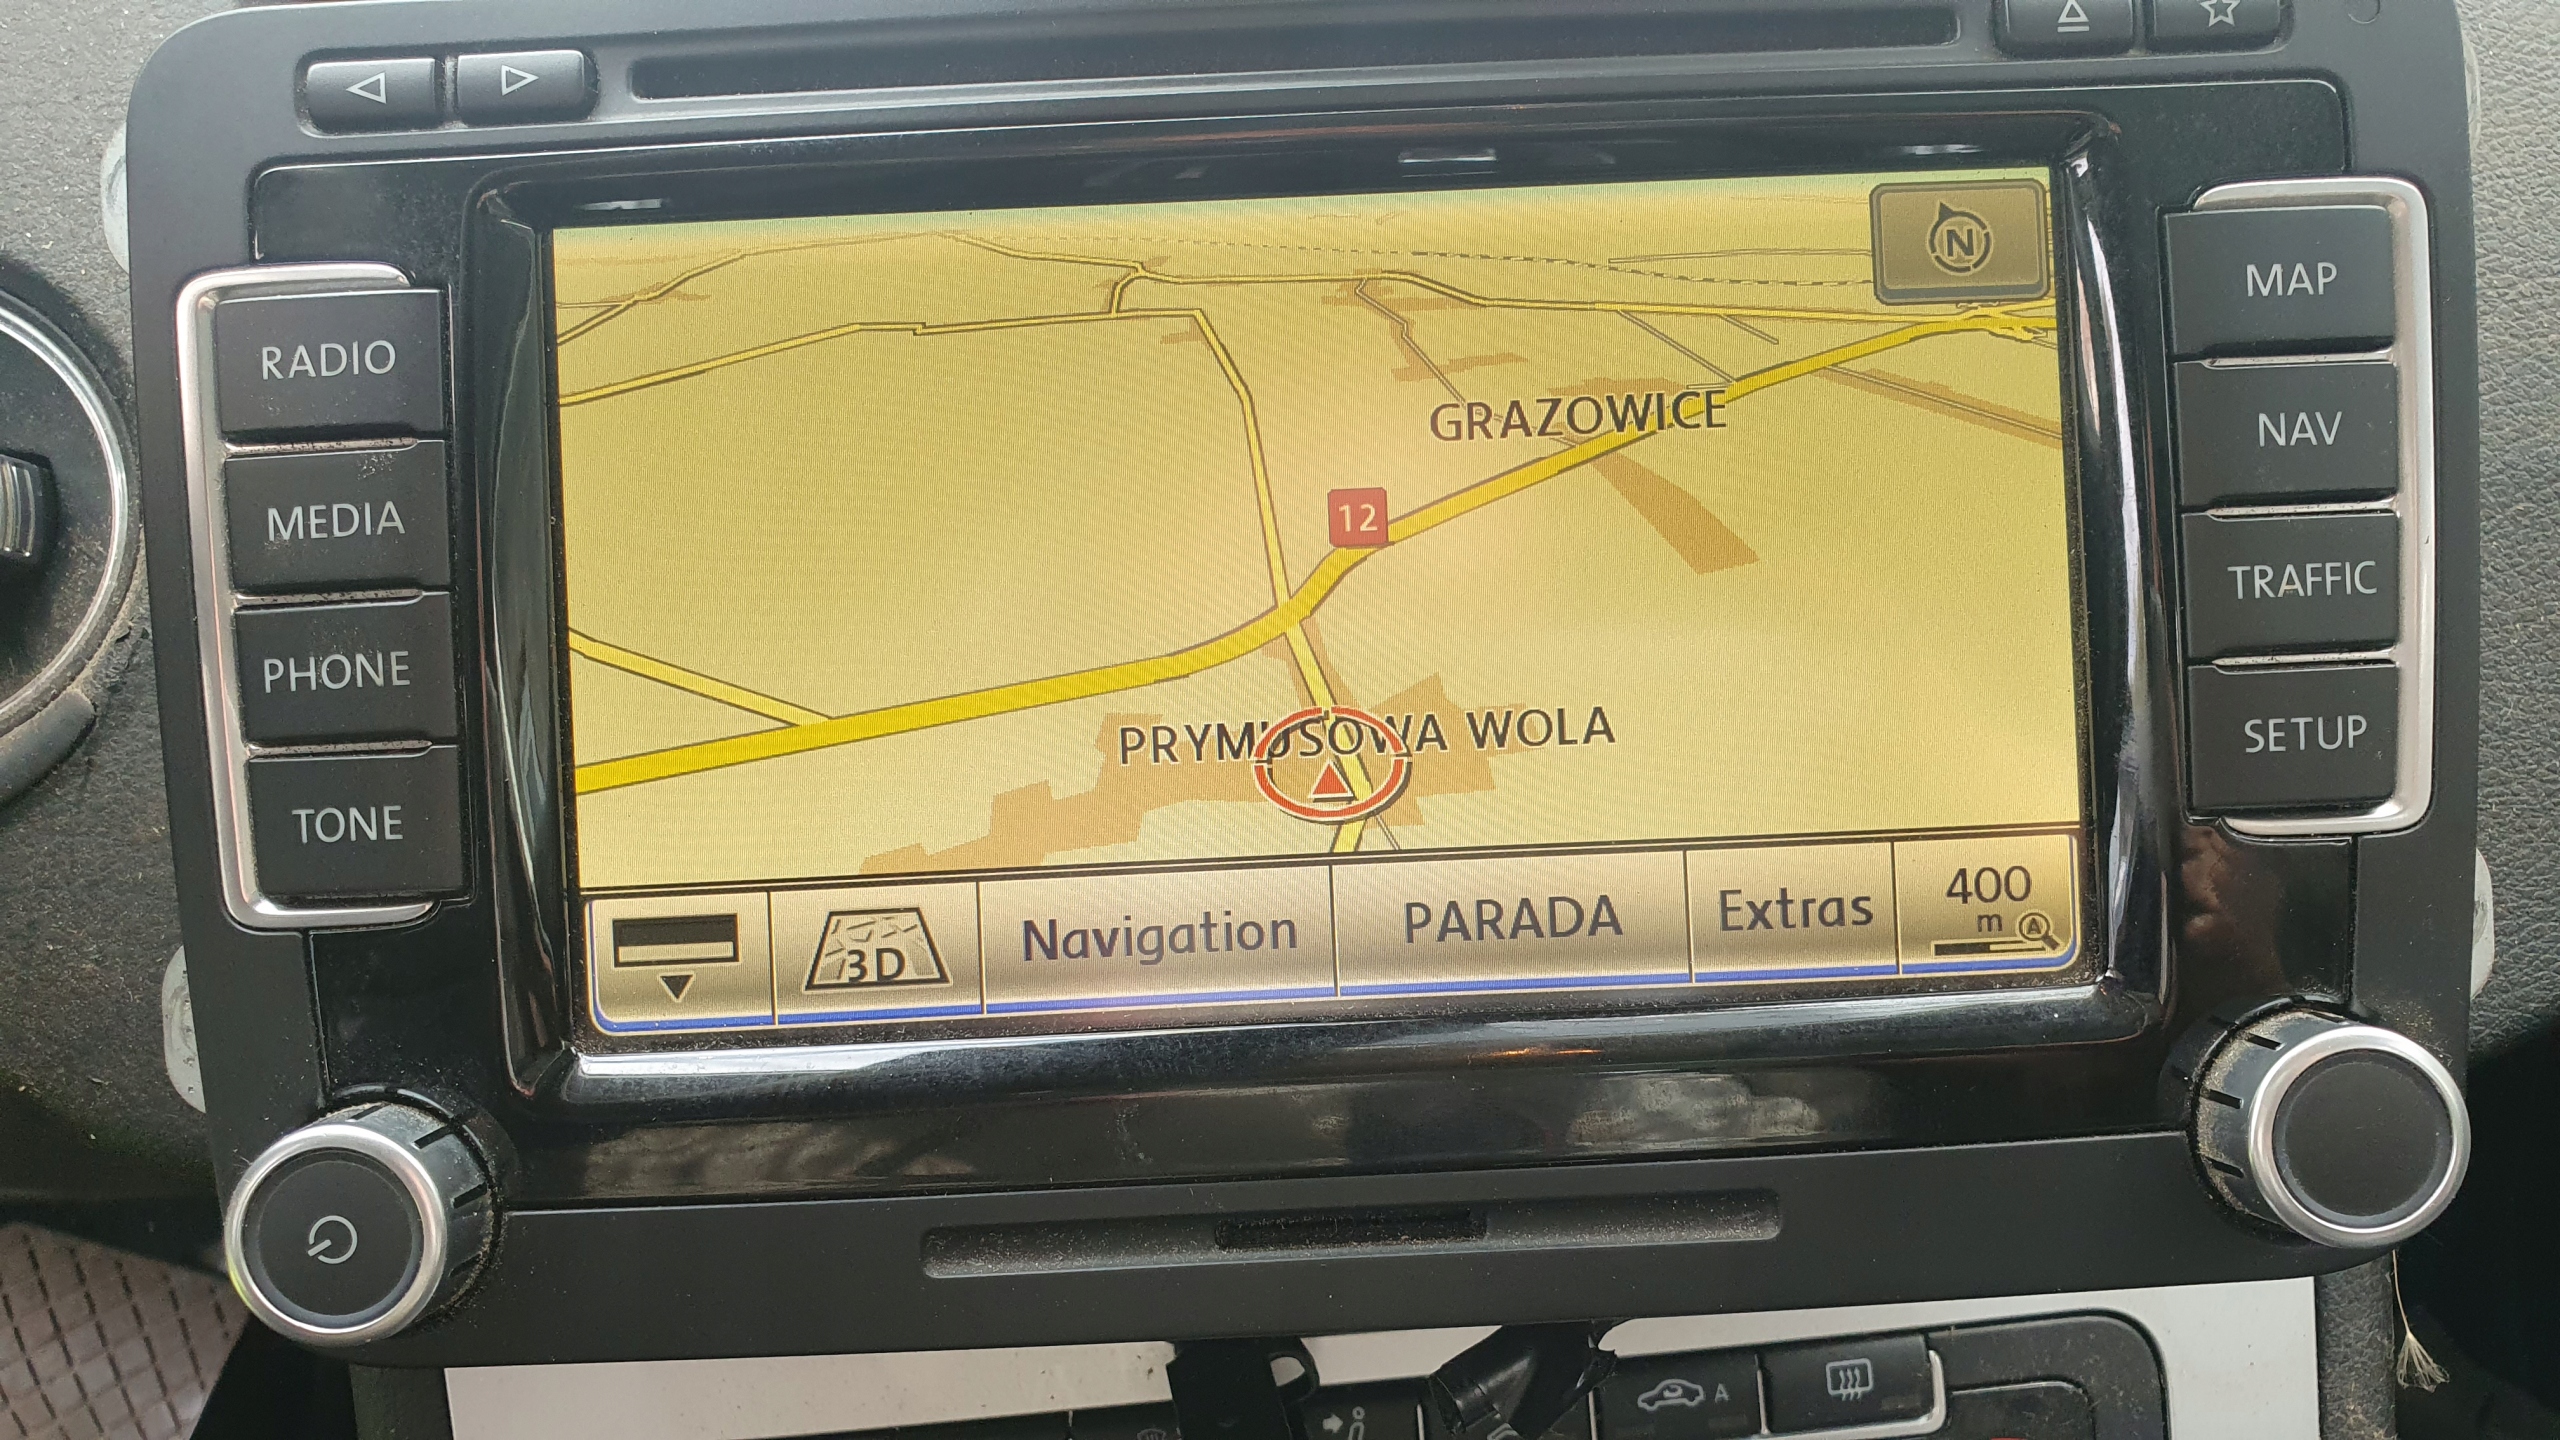 RADIO
MEDIA
PHONE
TONE
N
GRAZOWICE
12
PRYMUSOWA WOLA
3D
Navigation
PARADA
Extras
400
m
A
MAP
NAV
TRAFFIC
SETUP
A